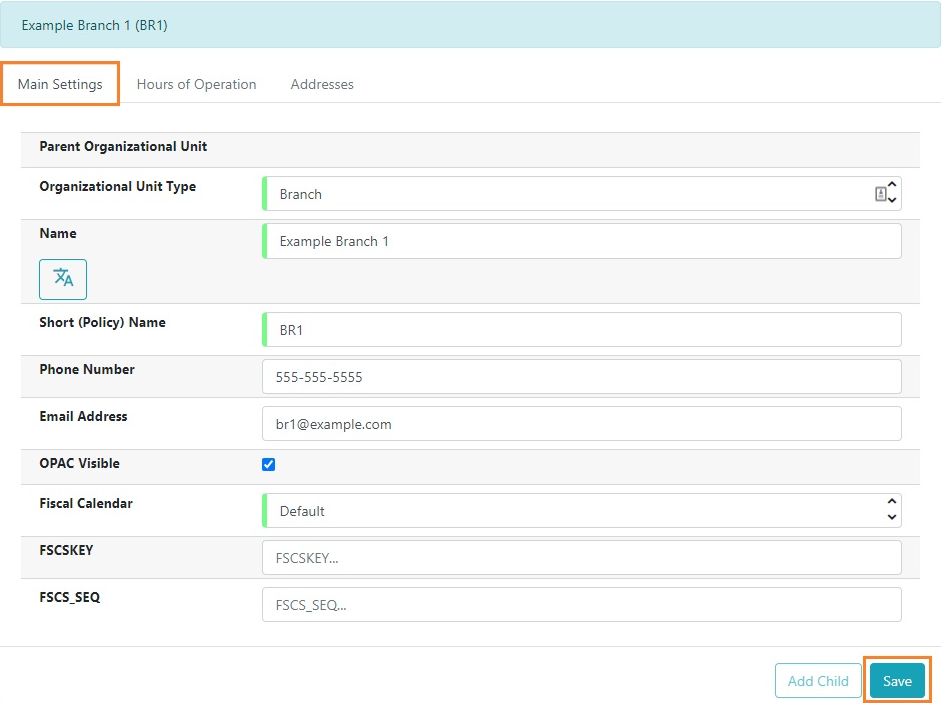 Example Branch 1 (BR1)
Main Settings Hours of Operation Addresses
Parent Organizational Unit
Organizational Unit Type Branch
Name Example Branch 1
Short (Policy) Name BR1
Phone Number 555-555-5555
Email Address br1@example.com
OPAC Visible
Fiscal Calendar Default
FSCSKEY FSCSKEY...
FSCS_SEQ FSCS_SEQ...
Add Child Save